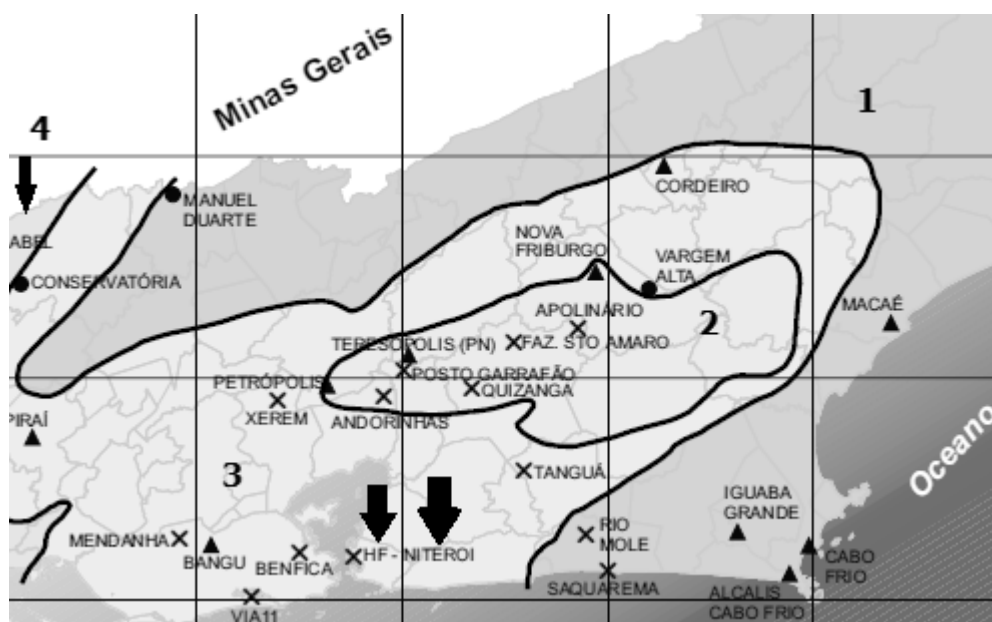 Minas Gerais
1
4
CORDEIRO
MANUEL
DUARTE
NOVA
FRIBURGO
VARGEM
ALTA
ABEL
CONSERVATÓRIA
MACAÉ
APOLINÁRIO
2
TERESÓPOLIS (PN)
FAZ. STO AMARO
POSTO GARRAFÃO
PETRÓPOLIS
QUIZANGA
XEREM
ANDORINHAS
PIRAÍ
Oceano
3
TANGUÁ
IGUABA
GRANDE
MENDANHA
BANGU
BENFICA
HF - NITEROI
RIO
MOLE
CABO
FRIO
SAQUAREMA
ALCALIS
CABO FRIO
VIA11